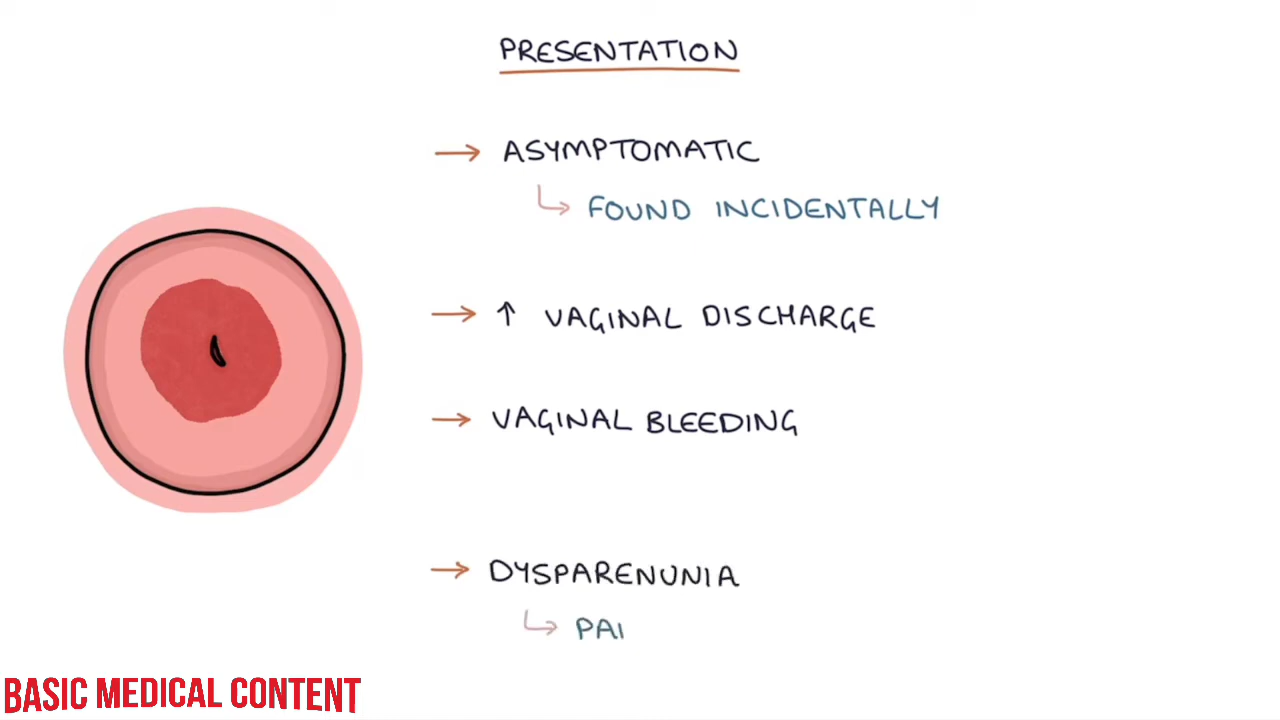 PRESENTATION
→ ASYMPTOMATIC
↳ FOUND INCIDENTALLY
→ ↑ VAGINAL DISCHARGE
→ VAGINAL BLEEDING
→ DYSPARENUNIA
↳ PAI
BASIC MEDICAL CONTENT